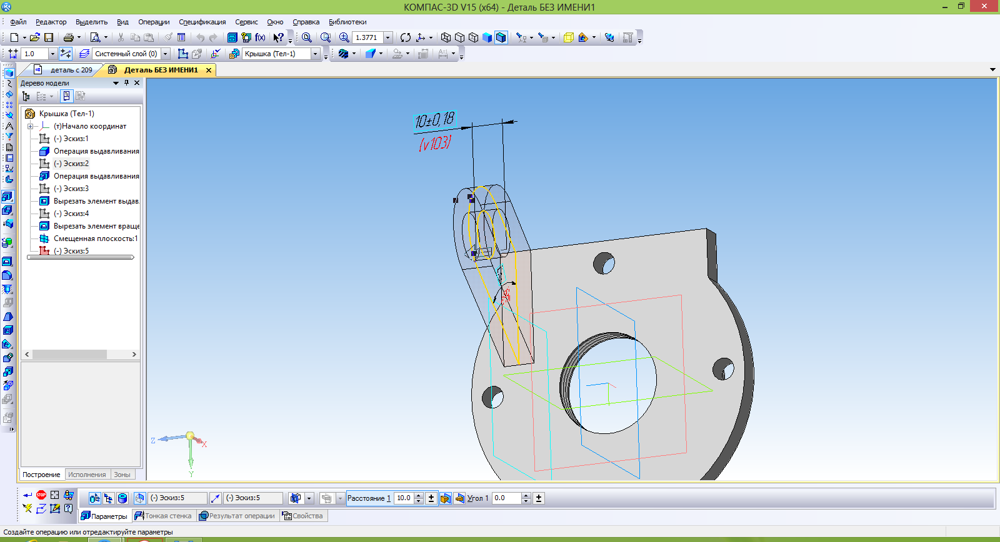 КОМПАС-3D V15 (x64) - Деталь БЕЗ ИМЕНИ1
Файл Редактор Выделить Вид Операции Спецификация Сервис Окно Справка Библиотеки
f(x) 1.3771
1.0 Системный слой (0) Крышка (Тел-1)
деталь с 209 Деталь БЕЗ ИМЕНИ1
Дерево модели
Крышка (Тел-1)
(т)Начало координат
(-) Эскиз:1
Операция выдавливания
(-) Эскиз:2
Операция выдавливания
(-) Эскиз:3
Вырезать элемент выдав.
(-) Эскиз:4
Вырезать элемент враще
Смещенная плоскость:1
(-) Эскиз:5
10±0,18
(v103)
Z X
Y
Построение Исполнения Зоны
STOP (-) Эскиз:5 (-) Эскиз:5 Расстояние 1 10.0 Угол 1 0.0
Параметры Тонкая стенка Результат операции Свойства
Создайте операцию или отредактируйте параметры